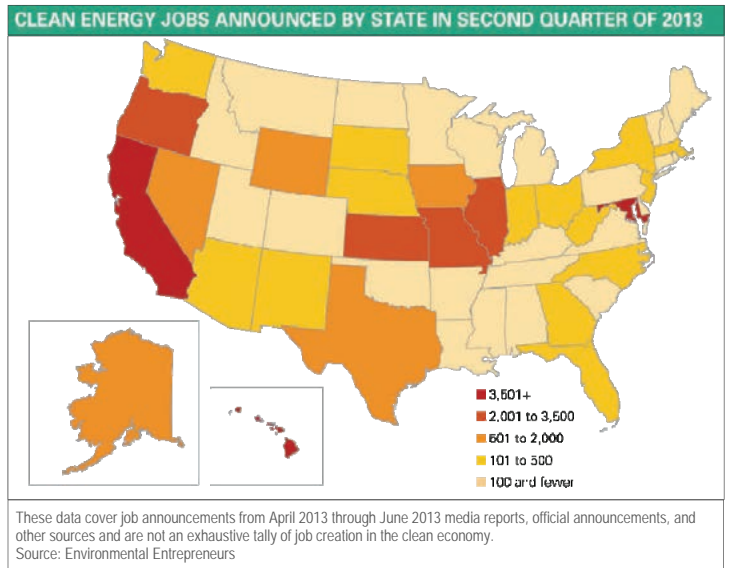 CLEAN ENERGY JOBS ANNOUNCED BY STATE IN SECOND QUARTER OF 2013
3,501+
2,001 to 3,500
501 to 2,000
101 to 500
100 and fewer
These data cover job announcements from April 2013 through June 2013 media reports, official announcements, and
other sources and are not an exhaustive tally of job creation in the clean economy.
Source: Environmental Entrepreneurs